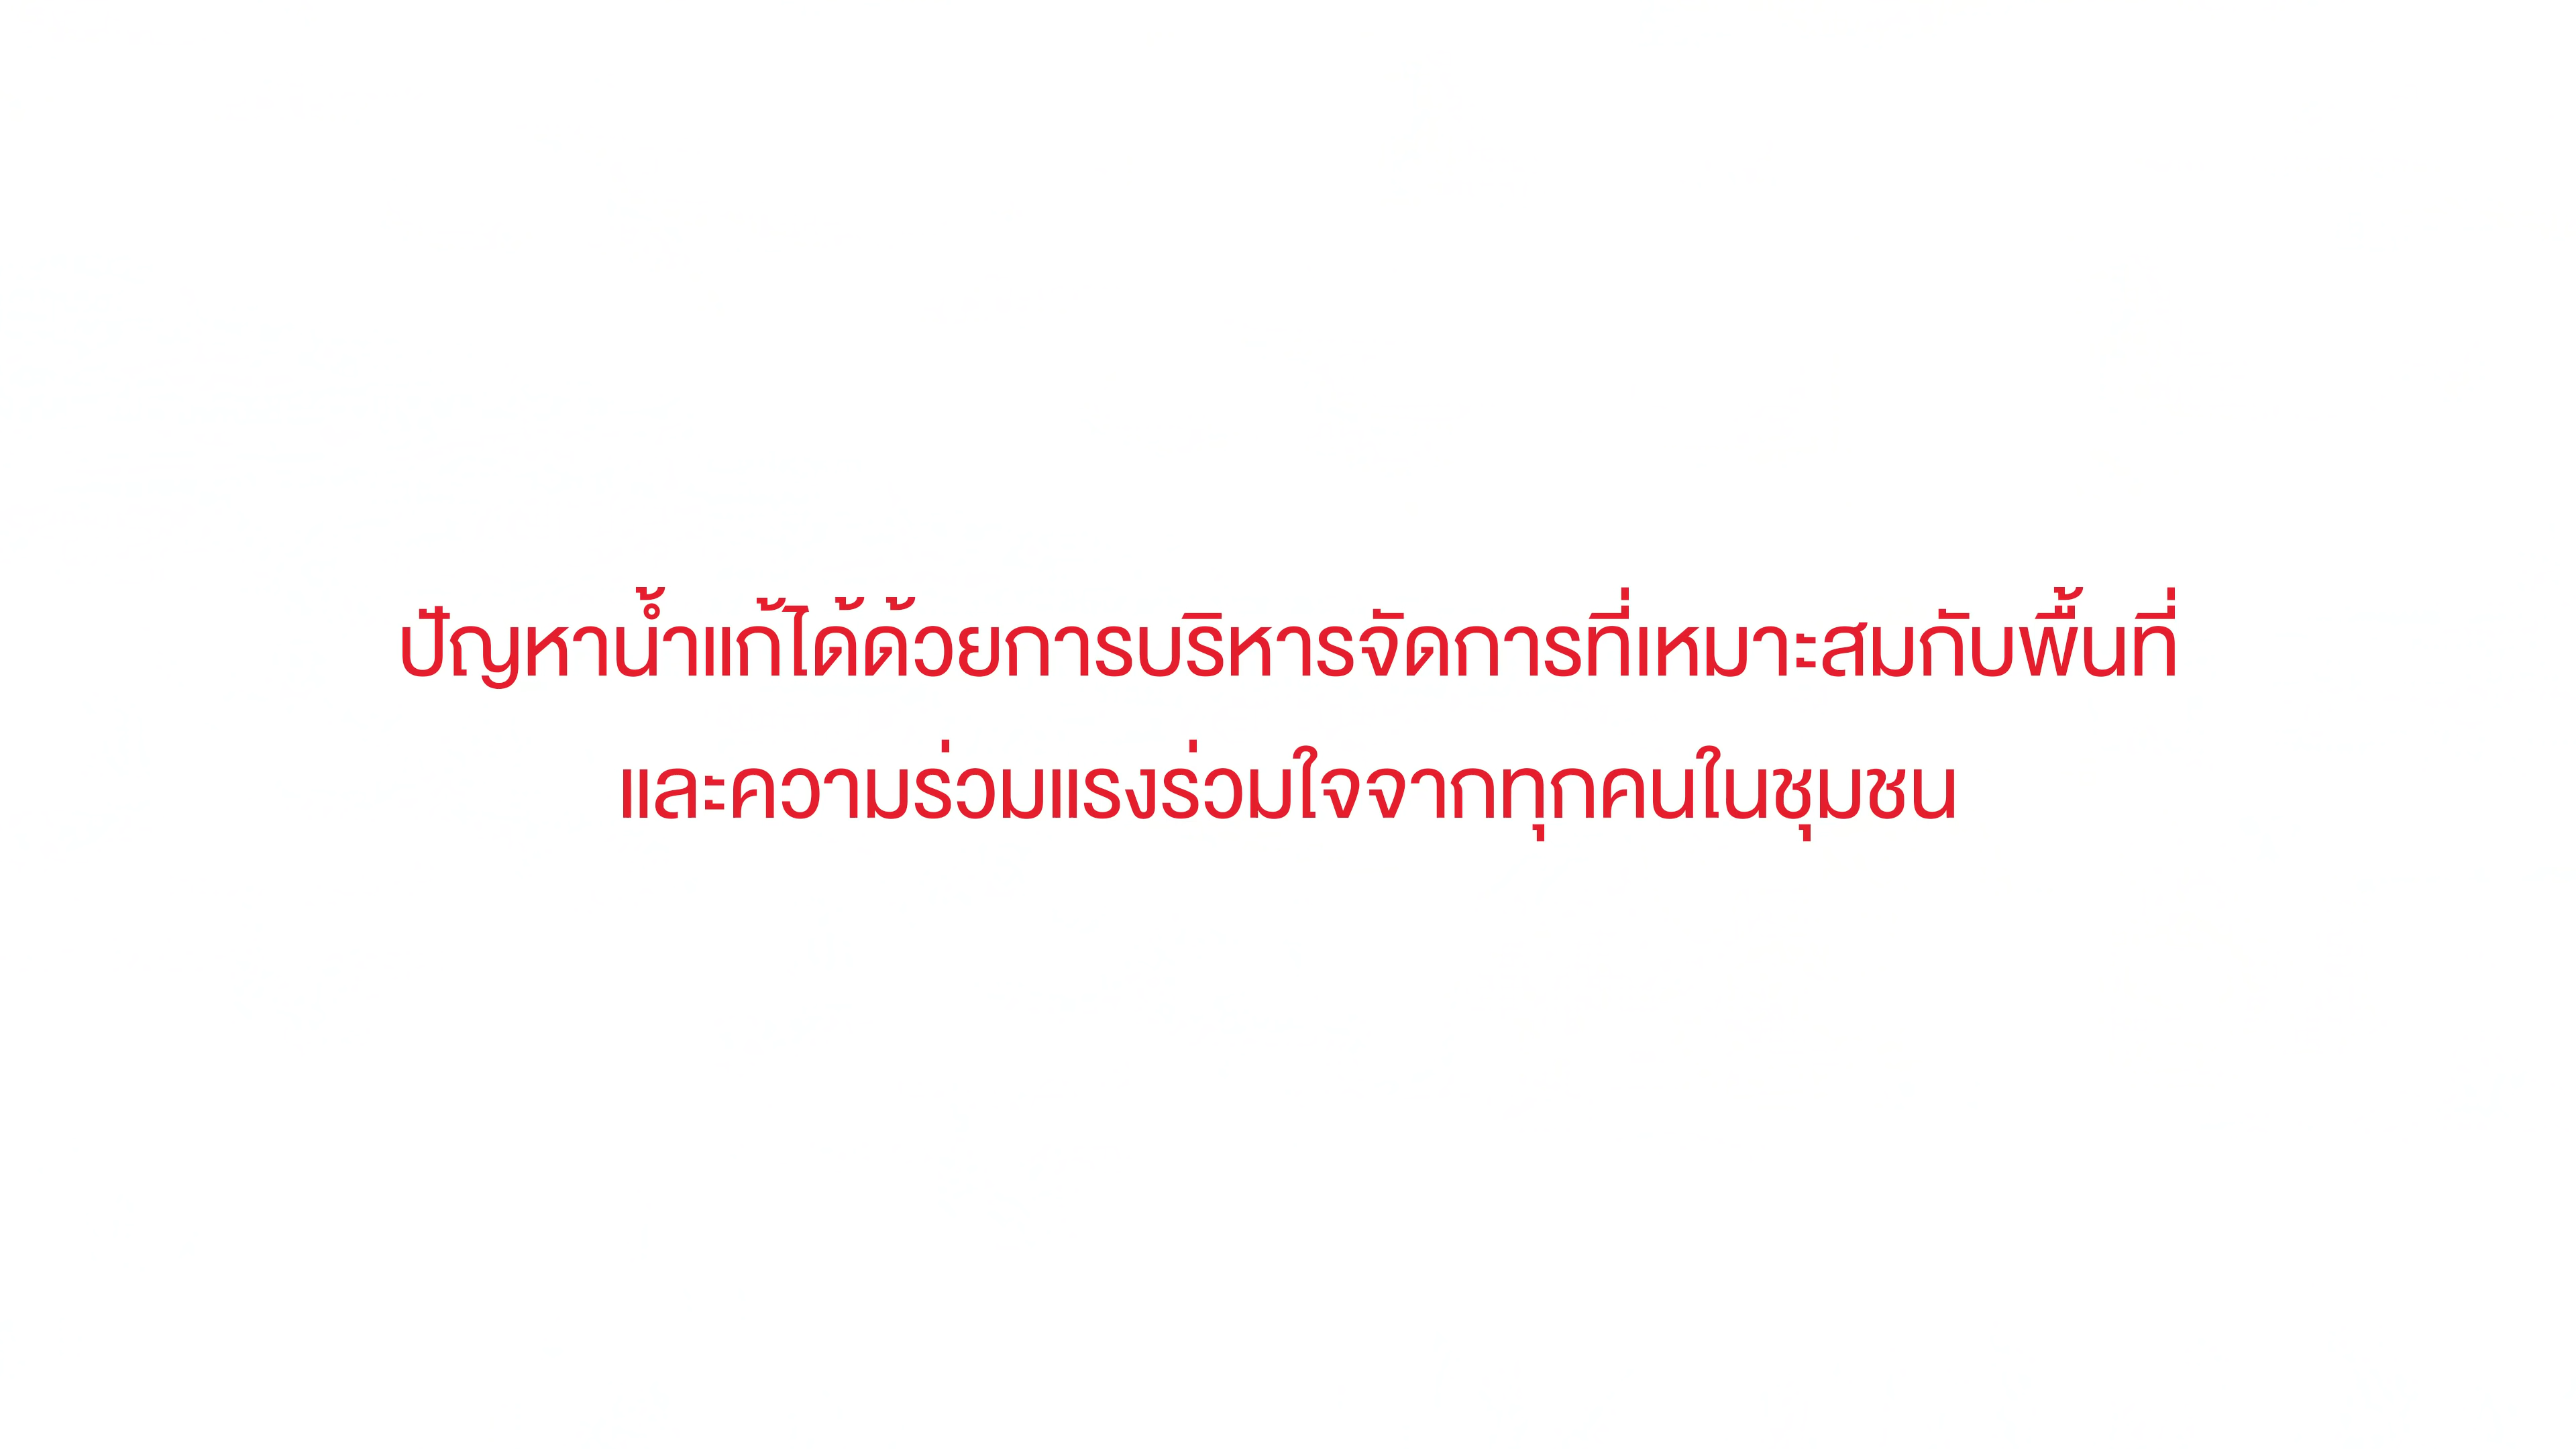 ปัญหาน้ำแก้ได้ด้วยการบริหารจัดการที่เหมาะสมกับพื้นที่
และความร่วมแรงร่วมใจจากทุกคนในชุมชน